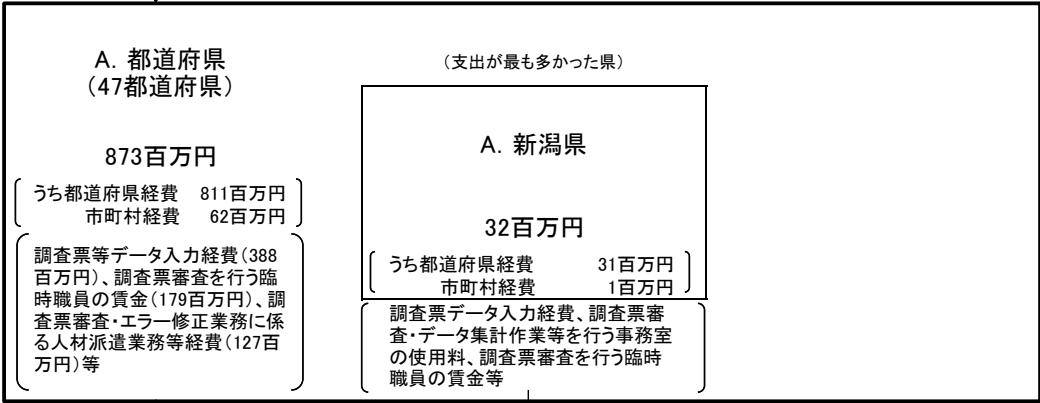 A. 都道府県
（47都道府県）
873百万円
うち都道府県経費　811百万円
市町村経費　62百万円
調査票等データ入力経費（388
百万円）、調査票審査を行う臨
時職員の賃金（179百万円）、調
査票審査・エラー修正業務に係
る人材派遣業務等経費（127百
万円）等
（支出が最も多かった県）
A. 新潟県
32百万円
うち都道府県経費　31百万円
市町村経費　1百万円
調査票データ入力経費、調査票審
査・データ集計作業等を行う事務室
の使用料、調査票審査を行う臨時
職員の賃金等